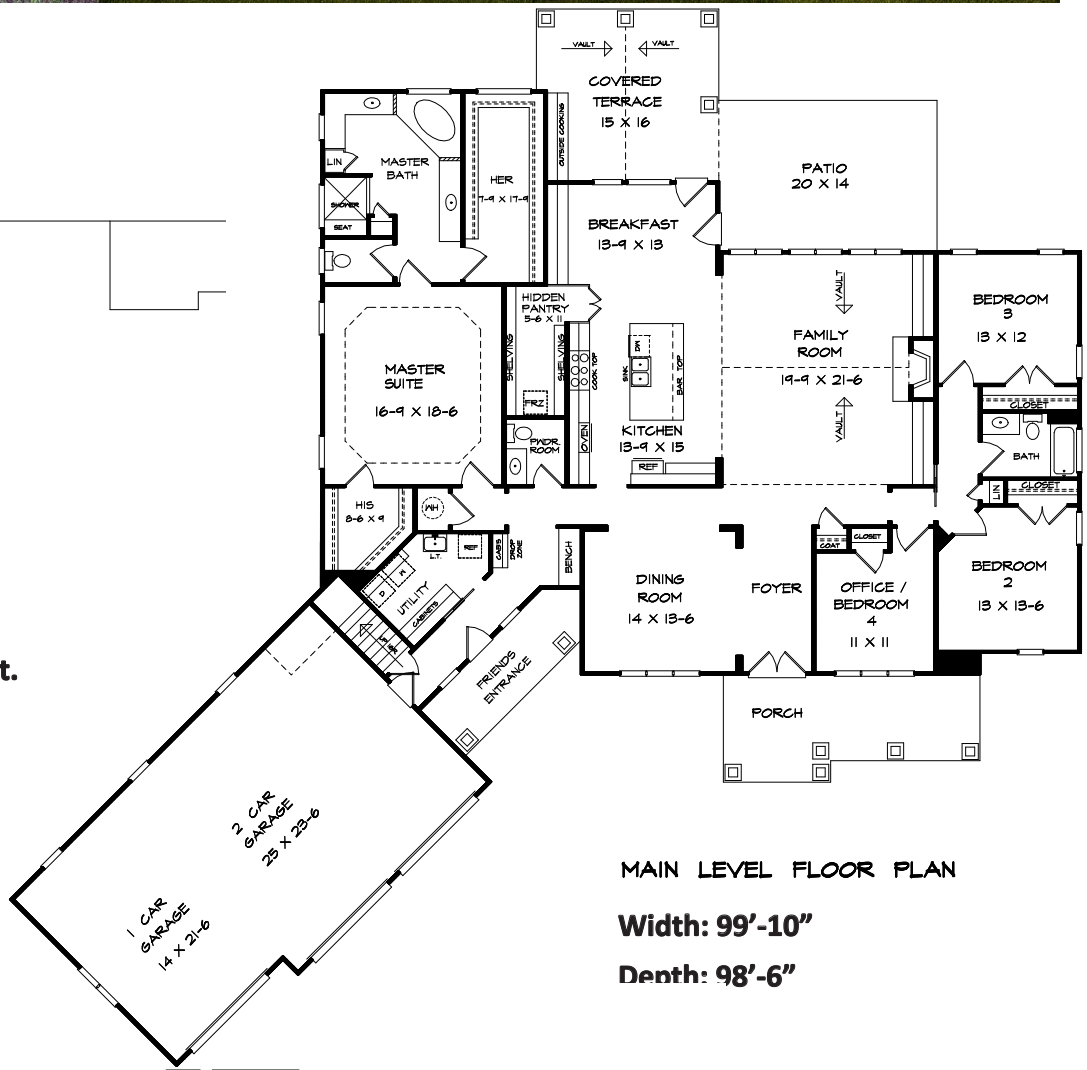 VAULT
VAULT
COVERED
TERRACE
15 X 16
OUTSIDE COOKING
PATIO
20 X 14
LIN
MASTER
BATH
SHOWER
SEAT
HER
7-9 X 17-9
BREAKFAST
13-9 X 13
HIDDEN
PANTRY
5-6 X 11
SHELVING
SHELVING
FRZ
COOK TOP
OVEN
DW
SINK
BAR TOP
KITCHEN
13-9 X 15
REF
VAULT
FAMILY
ROOM
19-9 X 21-6
VAULT
BEDROOM
3
13 X 12
CLOSET
BATH
LIN
CLOSET
BEDROOM
2
13 X 13-6
MASTER
SUITE
16-9 X 18-6
PWDR.
ROOM
HIS
8-6 X 9
WH
L.T.
REF
CABS
DROP
ZONE
BENCH
W
D
UTILITY
CABINETS
DINING
ROOM
14 X 13-6
FOYER
COAT
CLOSET
OFFICE /
BEDROOM
4
11 X 11
FRIENDS
ENTRANCE
PORCH
2 CAR
GARAGE
25 X 23-6
1 CAR
GARAGE
14 X 21-6
t.
MAIN LEVEL FLOOR PLAN
Width: 99’-10”
Depth: 98’-6”